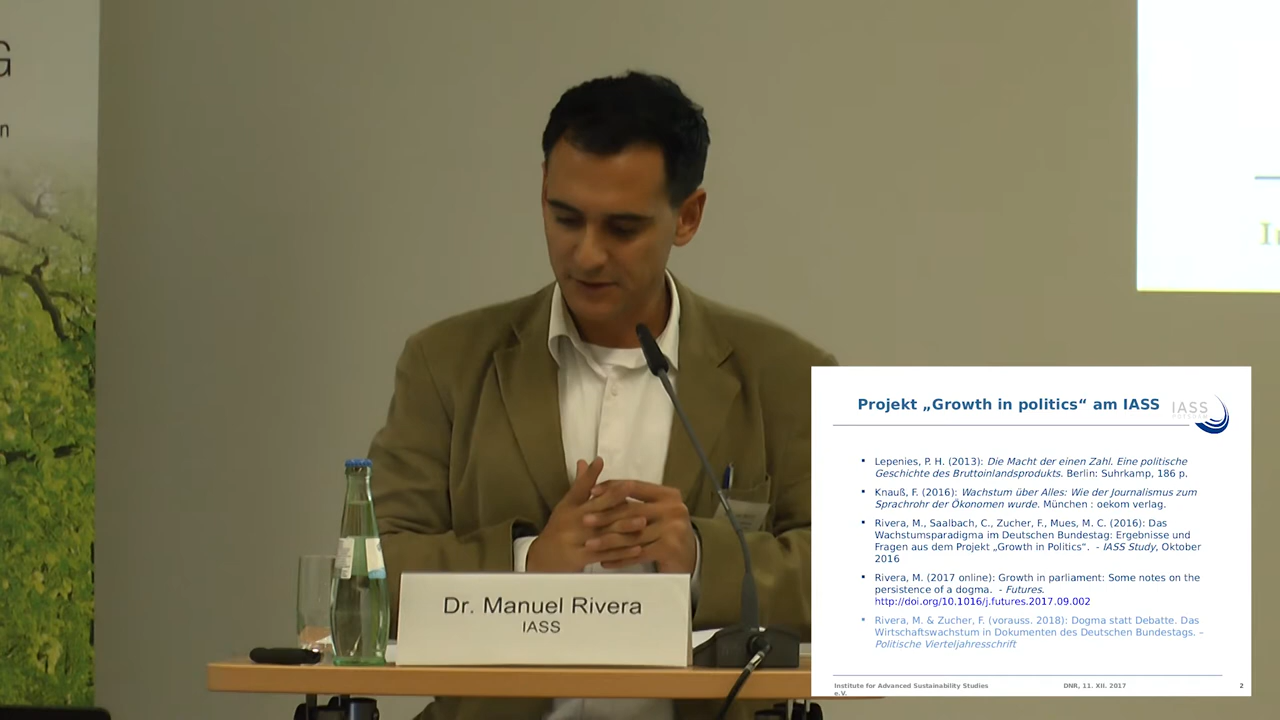 G
n
Dr. Manuel Rivera
IASS
Projekt „Growth in politics“ am IASS
IASS
POTSDAM
Lepenies, P. H. (2013): Die Macht der einen Zahl. Eine politische
Geschichte des Bruttoinlandsprodukts. Berlin: Suhrkamp, 186 p.
Knauß, F. (2016): Wachstum über Alles: Wie der Journalismus zum
Sprachrohr der Ökonomen wurde. München : oekom verlag.
Rivera, M., Saalbach, C., Zucher, F., Mues, M. C. (2016): Das
Wachstumsparadigma im Deutschen Bundestag: Ergebnisse und
Fragen aus dem Projekt „Growth in Politics“. - IASS Study, Oktober
2016
Rivera, M. (2017 online): Growth in parliament: Some notes on the
persistence of a dogma. - Futures.
http://doi.org/10.1016/j.futures.2017.09.002
Rivera, M. & Zucher, F. (vorauss. 2018): Dogma statt Debatte. Das
Wirtschaftswachstum in Dokumenten des Deutschen Bundestags. –
Politische Vierteljahresschrift
Institute for Advanced Sustainability Studies
e.V.
DNR, 11. XII. 2017
2